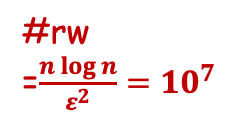 #rw
=n log n / ε² = 10⁷